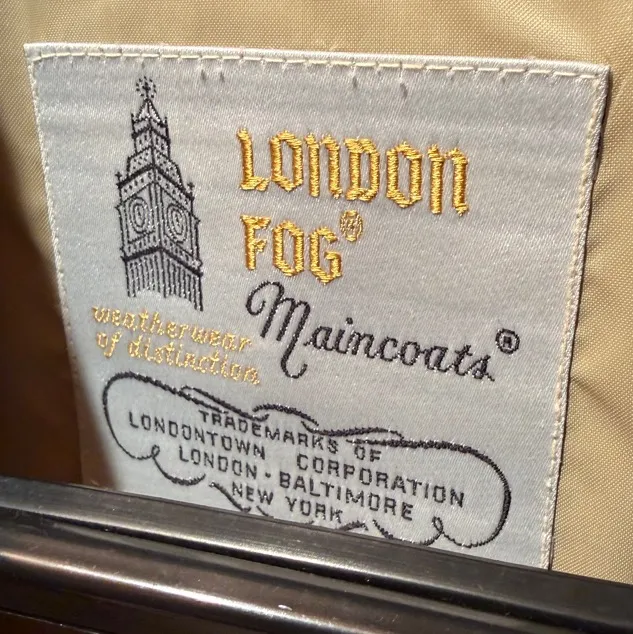 LONDON
FOG®
Maincoats®
weatherwear
of distinction
TRADEMARKS OF
LONDONTOWN CORPORATION
LONDON - BALTIMORE
NEW YORK